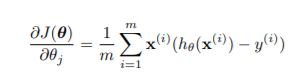 ∂J(θ)/∂θ_j = 1/m ∑_{i=1}^{m} x^{(i)}(h_θ(x^{(i)}) − y^{(i)})